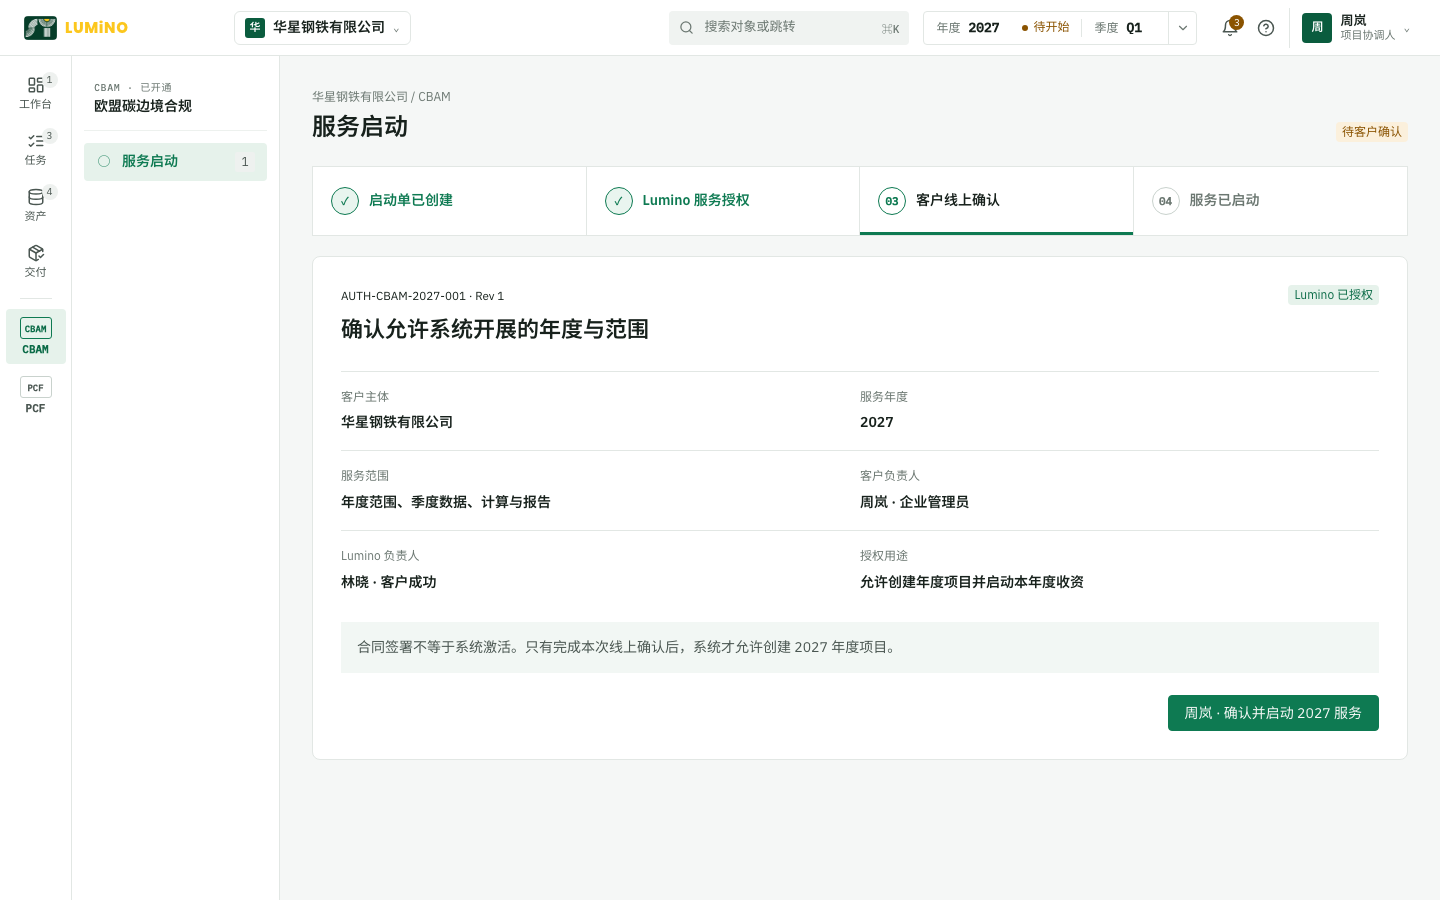 LUMiNO
华 华星钢铁有限公司
搜索对象或跳转 ⌘K
年度 2027 待开始 季度 Q1
3
周 周岚
项目协调人
1
工作台
3
任务
4
资产
交付
CBAM
CBAM
PCF
PCF
CBAM · 已开通
欧盟碳边境合规
服务启动 1
华星钢铁有限公司 / CBAM
服务启动
待客户确认
✓ 启动单已创建
✓ Lumino 服务授权
03 客户线上确认
04 服务已启动
AUTH-CBAM-2027-001 · Rev 1
Lumino 已授权
确认允许系统开展的年度与范围
客户主体
华星钢铁有限公司
服务年度
2027
服务范围
年度范围、季度数据、计算与报告
客户负责人
周岚 · 企业管理员
Lumino 负责人
林晓 · 客户成功
授权用途
允许创建年度项目并启动本年度收资
合同签署不等于系统激活。只有完成本次线上确认后，系统才允许创建 2027 年度项目。
周岚 · 确认并启动 2027 服务